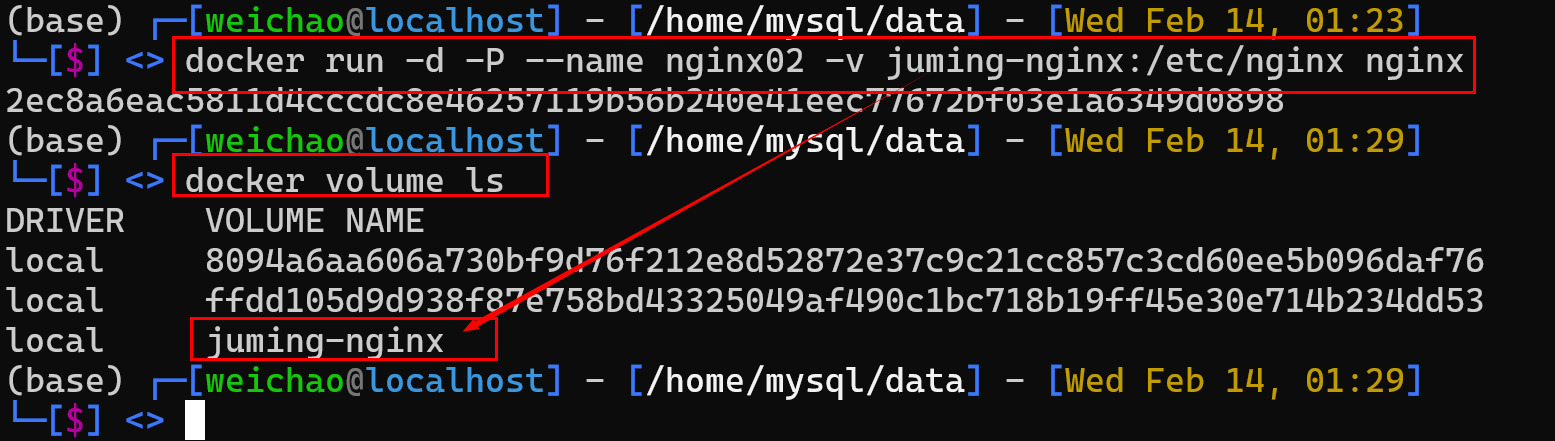 (base) ┌─[weichao@localhost] - [/home/mysql/data] - [Wed Feb 14, 01:23]
└─[$] <> docker run -d -P --name nginx02 -v juming-nginx:/etc/nginx nginx
2ec8a6eac5811d4cccdc8e46257119b56b240e41eec77672bf03e1a6349d0898
(base) ┌─[weichao@localhost] - [/home/mysql/data] - [Wed Feb 14, 01:29]
└─[$] <> docker volume ls
DRIVER    VOLUME NAME
local     8094a6aa606a730bf9d76f212e8d52872e37c9c21cc857c3cd60ee5b096daf76
local     ffdd105d9d938f87e758bd43325049af490c1bc718b19ff45e30e714b234dd53
local     juming-nginx
(base) ┌─[weichao@localhost] - [/home/mysql/data] - [Wed Feb 14, 01:29]
└─[$] <>